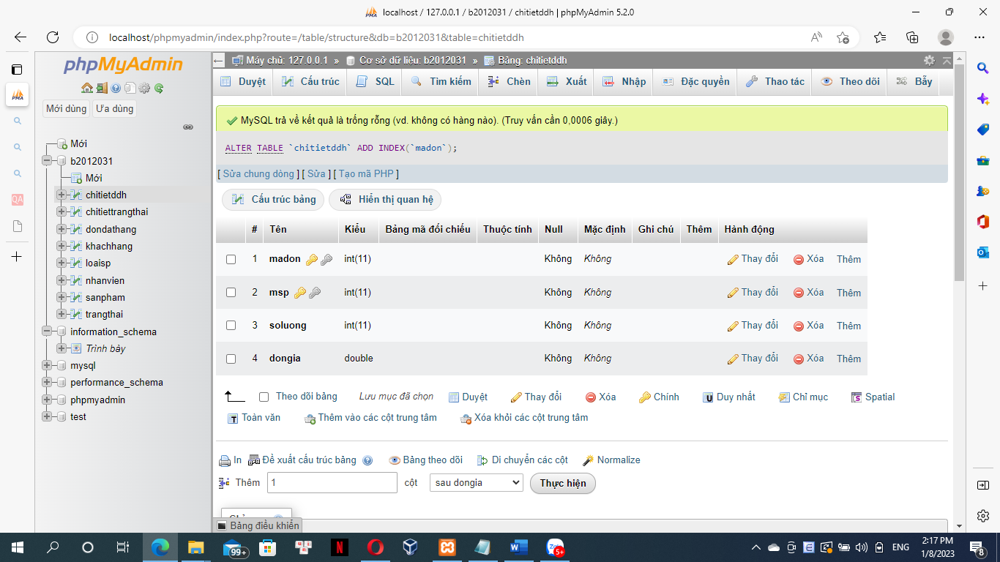 localhost / 127.0.0.1 / b2012031 / chitietddh | phpMyAdmin 5.2.0
localhost/phpmyadmin/index.php?route=/table/structure&db=b2012031&table=chitietddh
phpMyAdmin
Mới dùng Ưa dùng
Mới
b2012031
Mới
chitietddh
chitiettrangthai
dondathang
khachhang
loaisp
nhanvien
sanpham
trangthai
information_schema
Trình bày
mysql
performance_schema
phpmyadmin
test
Máy chủ: 127.0.0.1 » Cơ sở dữ liệu: b2012031 » Bảng: chitietddh
Duyệt Cấu trúc SQL Tìm kiếm Chèn Xuất Nhập Đặc quyền Thao tác Theo dõi Bẫy
MySQL trả về kết quả là trống rỗng (vd. không có hàng nào). (Truy vấn cần 0,0006 giây.)
ALTER TABLE `chitietddh` ADD INDEX(`madon`);
[ Sửa chung dòng ] [ Sửa ] [ Tạo mã PHP ]
Cấu trúc bảng Hiển thị quan hệ
# Tên Kiểu Bảng mã đối chiếu Thuộc tính Null Mặc định Ghi chú Thêm Hành động
1 madon int(11) Không Không Thay đổi Xóa Thêm
2 msp int(11) Không Không Thay đổi Xóa Thêm
3 soluong int(11) Không Không Thay đổi Xóa Thêm
4 dongia double Không Không Thay đổi Xóa Thêm
Theo dõi bảng Lưu mục đã chọn Duyệt Thay đổi Xóa Chính Duy nhất Chỉ mục Spatial
Toàn văn Thêm vào các cột trung tâm Xóa khỏi các cột trung tâm
In Đề xuất cấu trúc bảng Bảng theo dõi Di chuyển các cột Normalize
Thêm 1 cột sau dongia Thực hiện
Bảng điều khiển
99+
5+
ENG
2:17 PM
1/8/2023
8